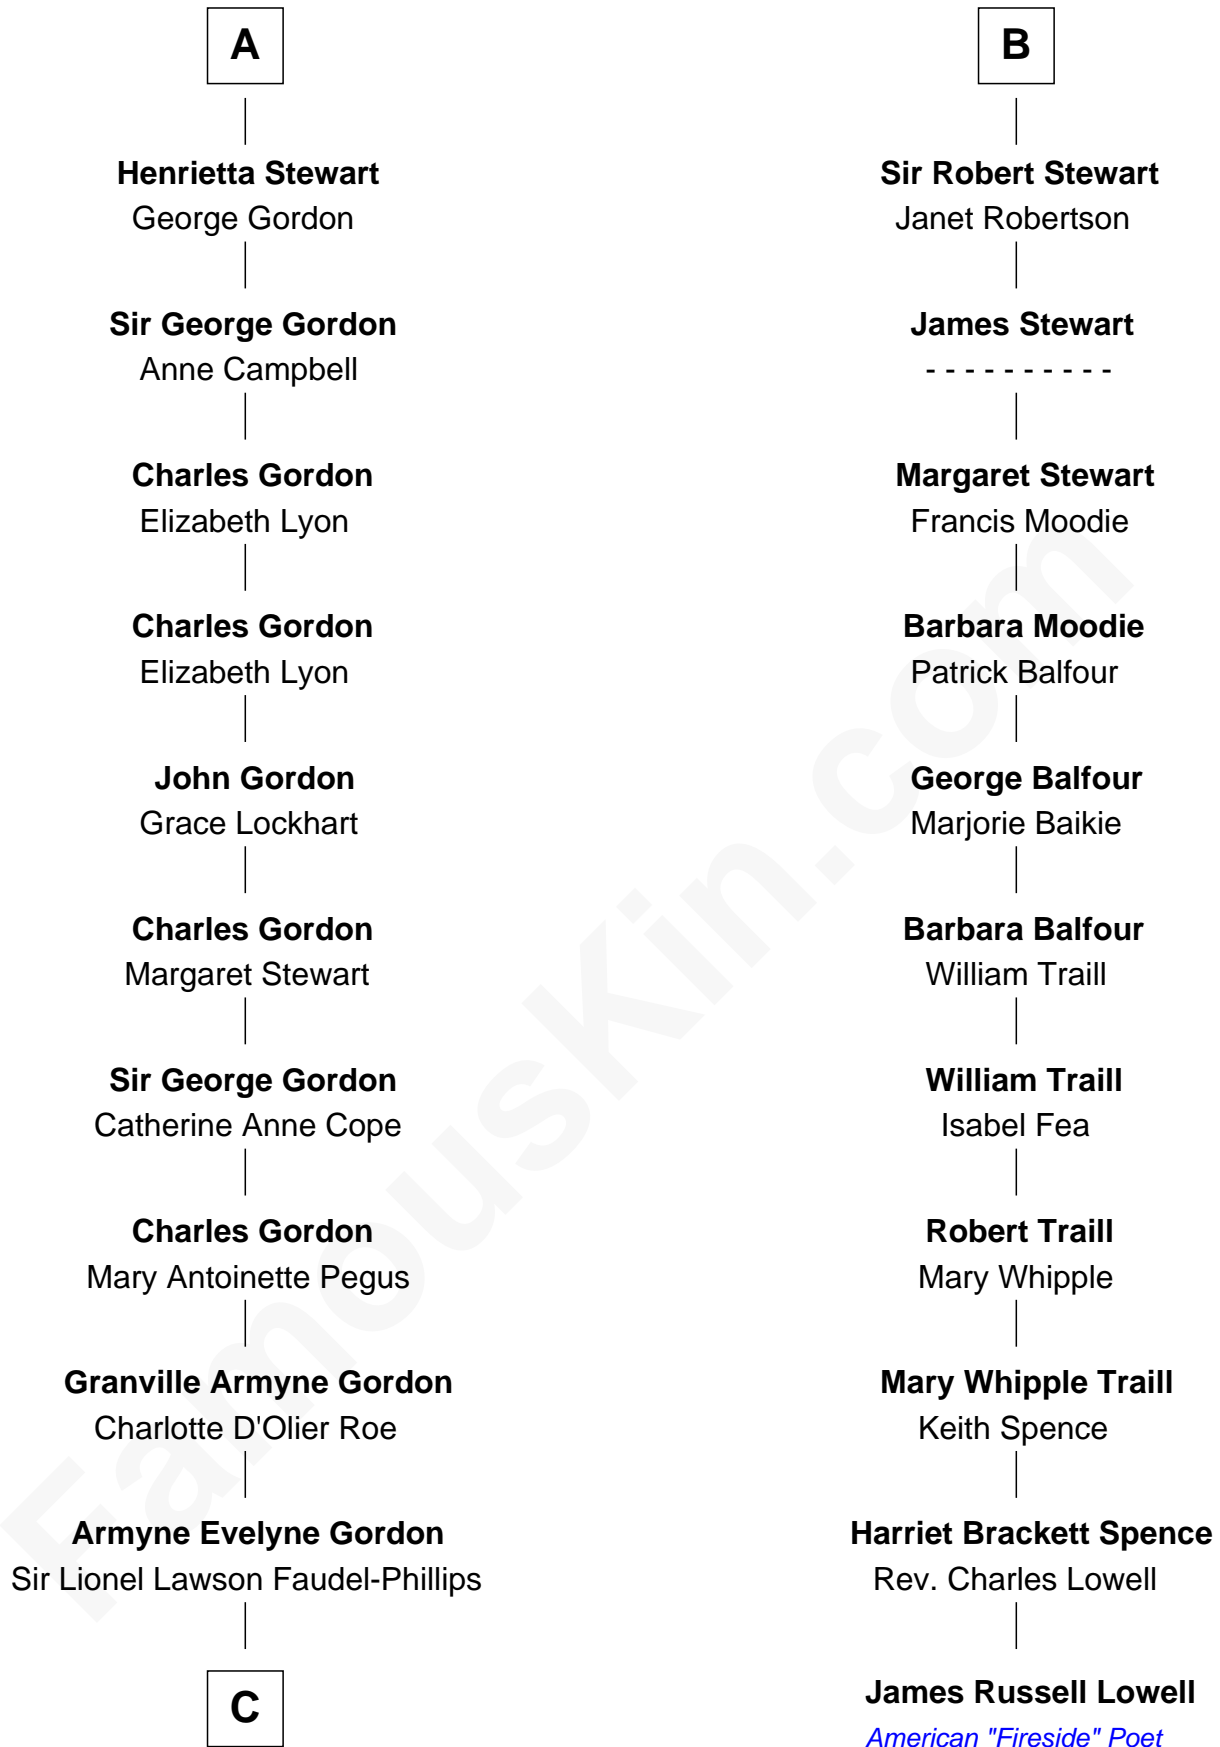 A
Henrietta Stewart
George Gordon
Sir George Gordon
Anne Campbell
Charles Gordon
Elizabeth Lyon
Charles Gordon
Elizabeth Lyon
John Gordon
Grace Lockhart
Charles Gordon
Margaret Stewart
Sir George Gordon
Catherine Anne Cope
Charles Gordon
Mary Antoinette Pegus
Granville Armyne Gordon
Charlotte D'Olier Roe
Armyne Evelyne Gordon
Sir Lionel Lawson Faudel-Phillips
C
B
Sir Robert Stewart
Janet Robertson
James Stewart
- - - - - - - - - -
Margaret Stewart
Francis Moodie
Barbara Moodie
Patrick Balfour
George Balfour
Marjorie Baikie
Barbara Balfour
William Traill
William Traill
Isabel Fea
Robert Traill
Mary Whipple
Mary Whipple Traill
Keith Spence
Harriet Brackett Spence
Rev. Charles Lowell
James Russell Lowell
American "Fireside" Poet
FamousKin.com